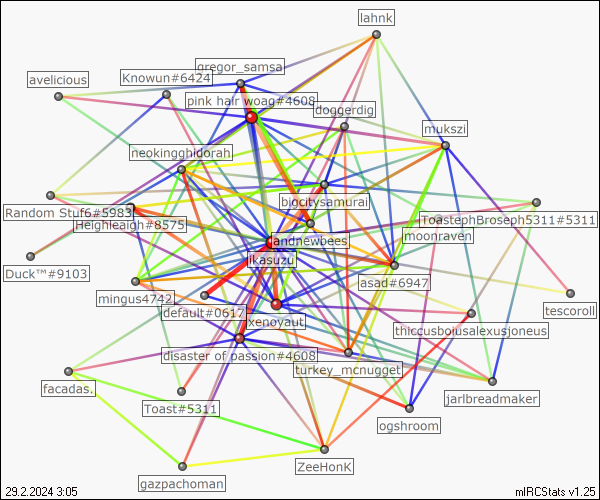 lahnk
gregor_samsa
avelicious
Knowun#6424
pink hair woag#4608
doggerdig
mukszi
neokingghidorah
bigcitysamurai
Random Stuf6#5983
Heighleaigh#8575
ToastephBroseph5311#5311
andnewbees
moonraven
ikasuzu
Duck™#9103
asad#6947
mingus4742
default#0617
xenoyaut
tescoroll
thiccusbousalexusjoneus
disaster of passion#4608
turkey_mcnugget
facadas.
Toast#5311
jarlbreadmaker
ogshroom
ZeeHonK
gazpachoman
29.2.2024 3:05
mIRCStats v1.25